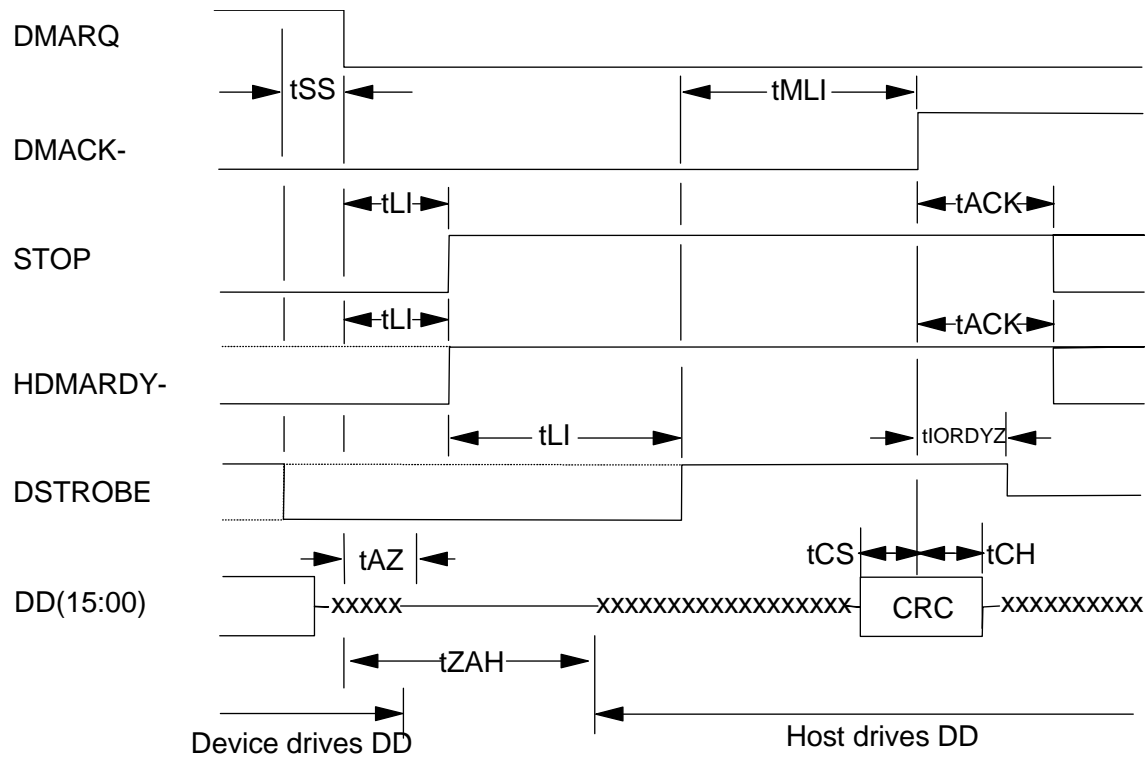 DMARQ
tSS
tMLI
DMACK-
tLI
tACK
STOP
tLI
tACK
HDMARDY-
tLI
tIORDYZ
DSTROBE
tAZ
tCS
tCH
DD(15:00)
xxxxx
xxxxxxxxxxxxxxxxxx
CRC
xxxxxxxxxx
tZAH
Device drives DD
Host drives DD